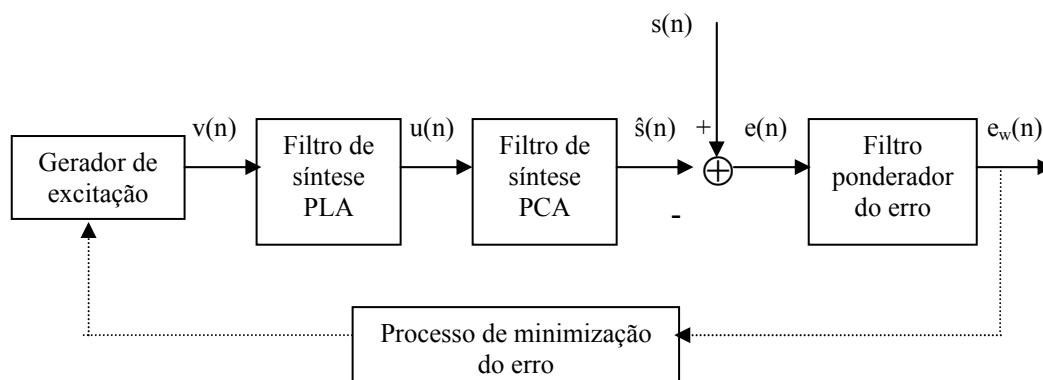 s(n)
v(n)
u(n)
ŝ(n)
+
e(n)
e_w(n)
Gerador de
excitação
Filtro de
síntese
PLA
Filtro de
síntese
PCA
-
Filtro
ponderador
do erro
Processo de minimização
do erro